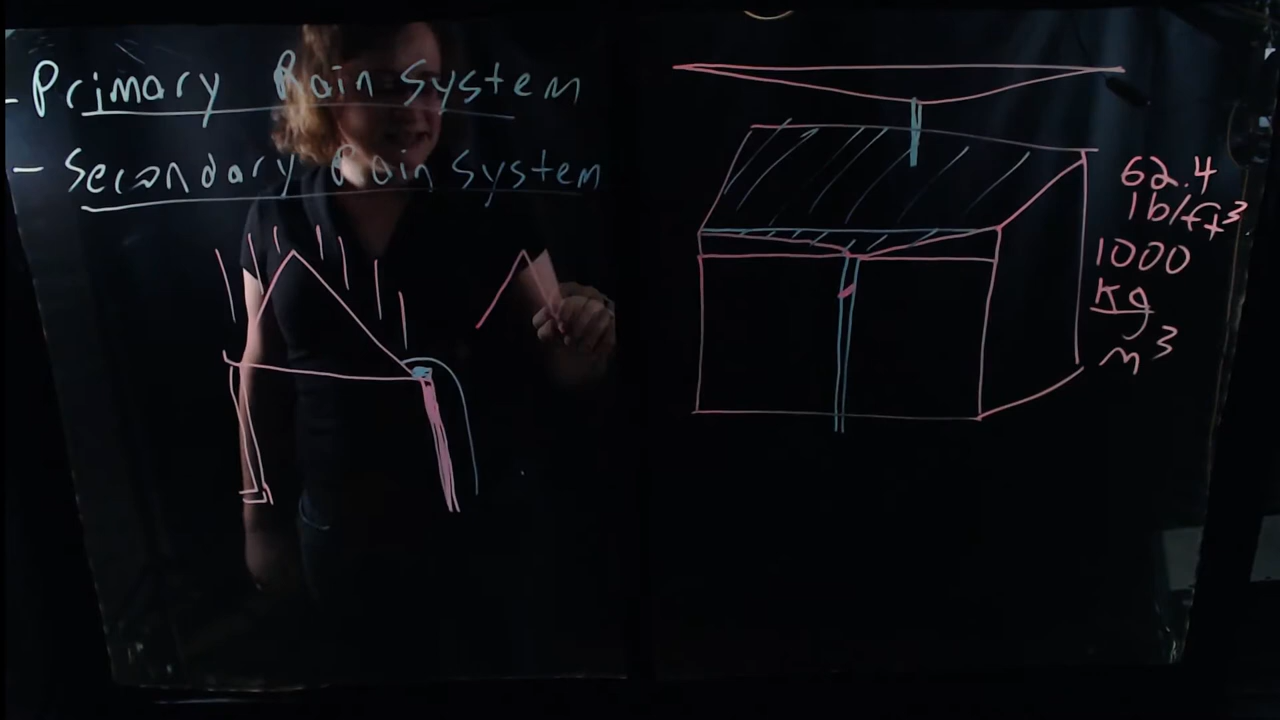 - Primary Rain System
- Secondary Rain System
62.4
lb/ft³
1000
kg
m³